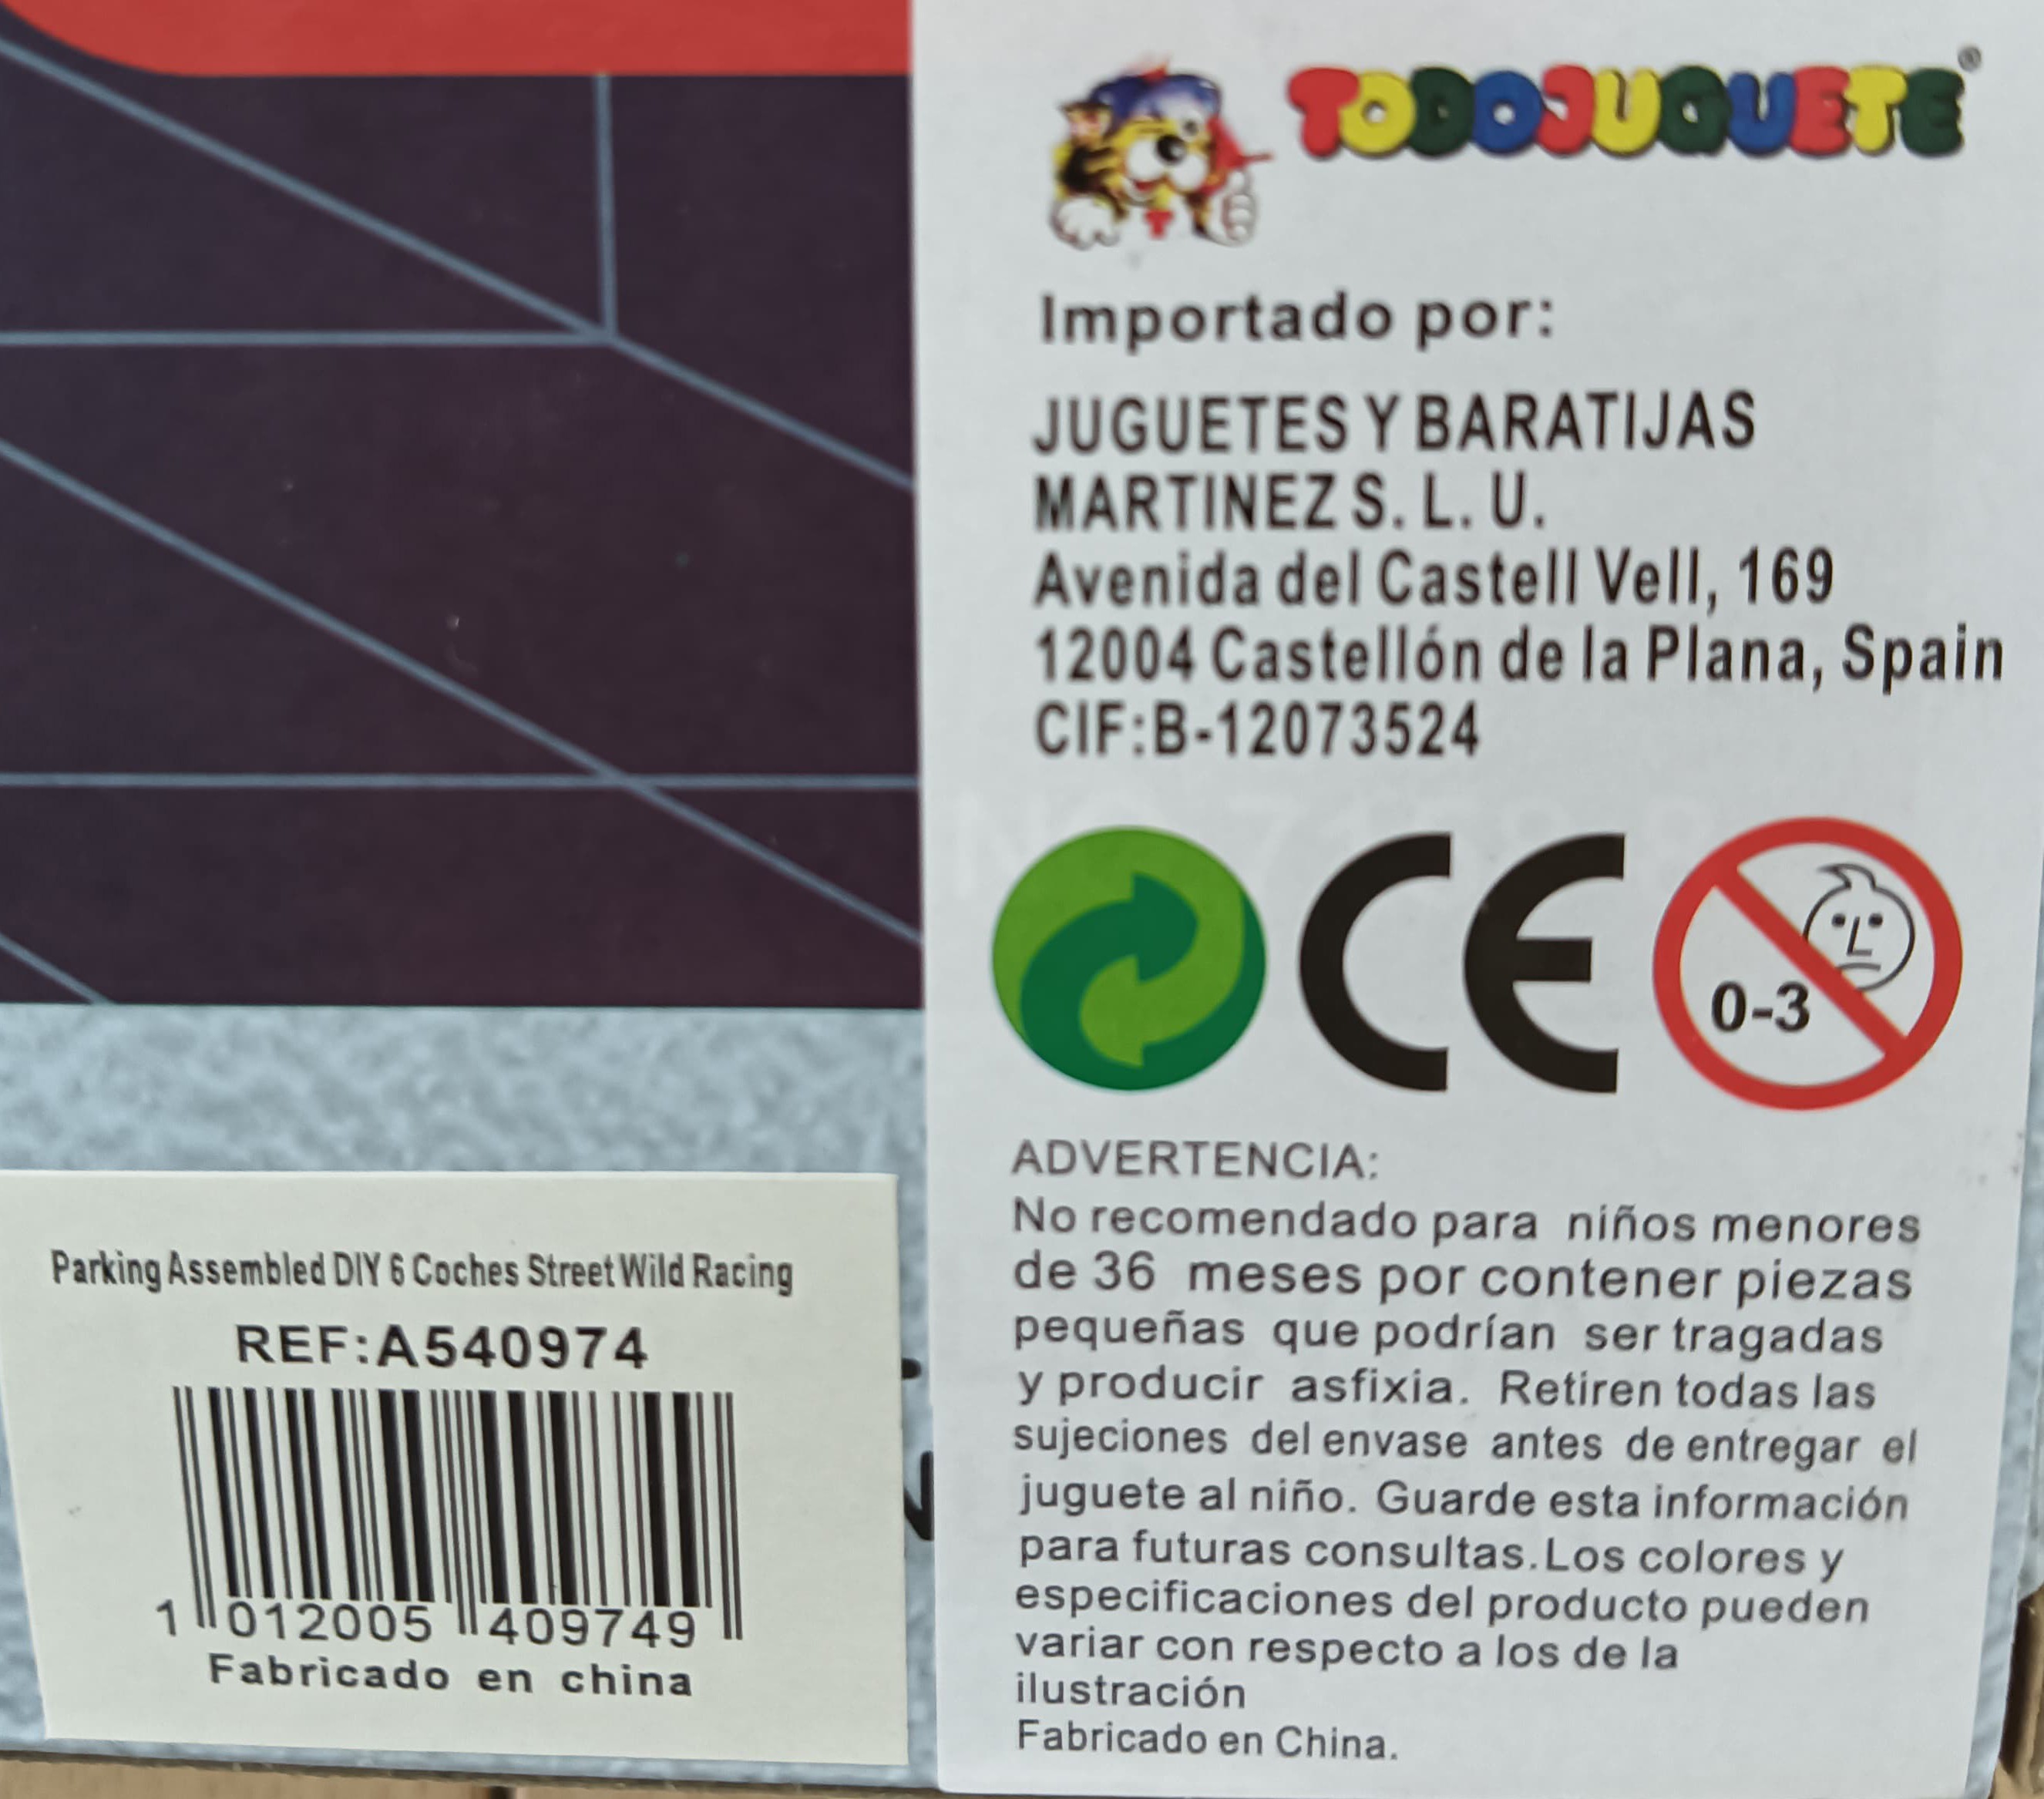 TODOJUGUETE®
Importado por:
JUGUETES Y BARATIJAS
MARTINEZ S. L. U.
Avenida del Castell Vell, 169
12004 Castellón de la Plana, Spain
CIF:B-12073524
CE
0-3
ADVERTENCIA:
No recomendado para niños menores
de 36 meses por contener piezas
pequeñas que podrían ser tragadas
y producir asfixia. Retiren todas las
sujeciones del envase antes de entregar el
juguete al niño. Guarde esta información
para futuras consultas.Los colores y
especificaciones del producto pueden
variar con respecto a los de la
ilustración
Fabricado en China.
Parking Assembled DIY 6 Coches Street Wild Racing
REF:A540974
1 012005 409749
Fabricado en china